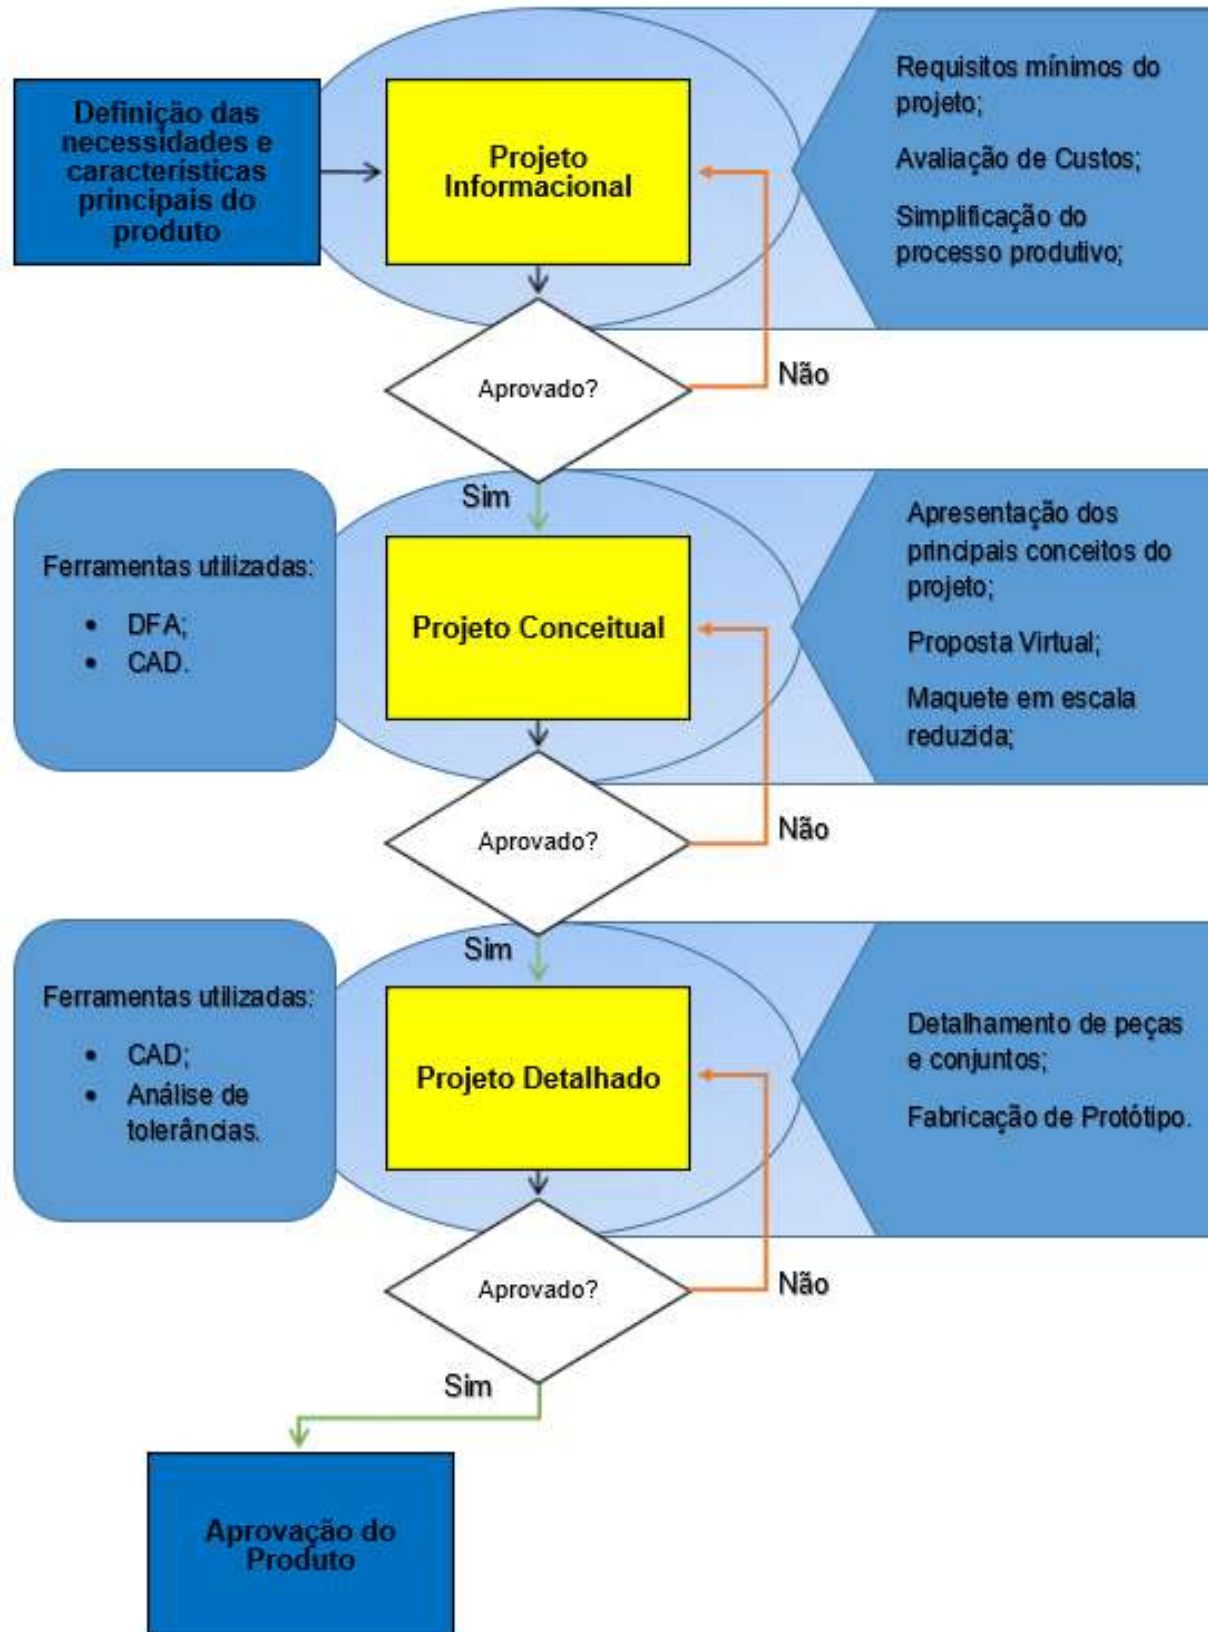 Definição das
necessidades e
características
principais do
produto
Projeto
Informacional
Requisitos mínimos do
projeto;
Avaliação de Custos;
Simplificação do
processo produtivo;
Aprovado?
Não
Sim
Ferramentas utilizadas:
• DFA;
• CAD.
Projeto Conceitual
Apresentação dos
principais conceitos do
projeto;
Proposta Virtual;
Maquete em escala
reduzida;
Aprovado?
Não
Sim
Ferramentas utilizadas:
• CAD;
• Análise de
tolerâncias.
Projeto Detalhado
Detalhamento de peças
e conjuntos;
Fabricação de Protótipo.
Aprovado?
Não
Sim
Aprovação do
Produto